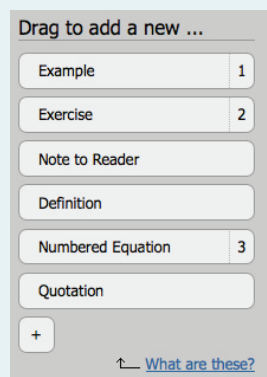 Drag to add a new ...
Example 1
Exercise 2
Note to Reader
Definition
Numbered Equation 3
Quotation
+
What are these?